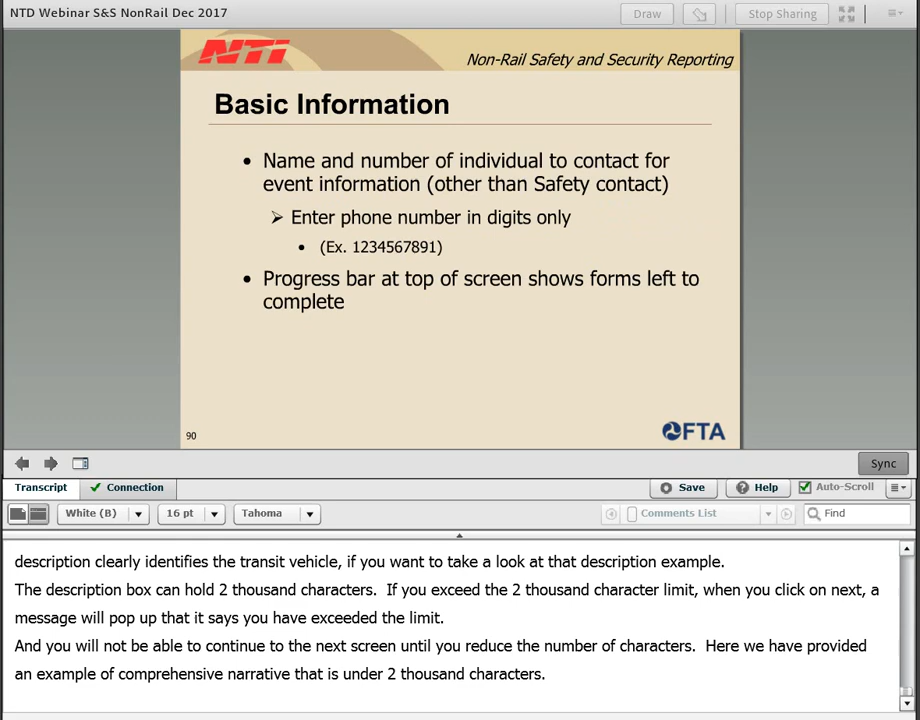 NTD Webinar S&S NonRail Dec 2017
Draw
Stop Sharing
NTI
Non-Rail Safety and Security Reporting
Basic Information
• Name and number of individual to contact for
event information (other than Safety contact)
➢ Enter phone number in digits only
• (Ex. 1234567891)
• Progress bar at top of screen shows forms left to
complete
90
FTA
Sync
Transcript
Connection
Save
Help
Auto-Scroll
White (B)
16 pt
Tahoma
Comments List
Find
description clearly identifies the transit vehicle, if you want to take a look at that description example.
The description box can hold 2 thousand characters.  If you exceed the 2 thousand character limit, when you click on next, a
message will pop up that it says you have exceeded the limit.
And you will not be able to continue to the next screen until you reduce the number of characters.  Here we have provided
an example of comprehensive narrative that is under 2 thousand characters.